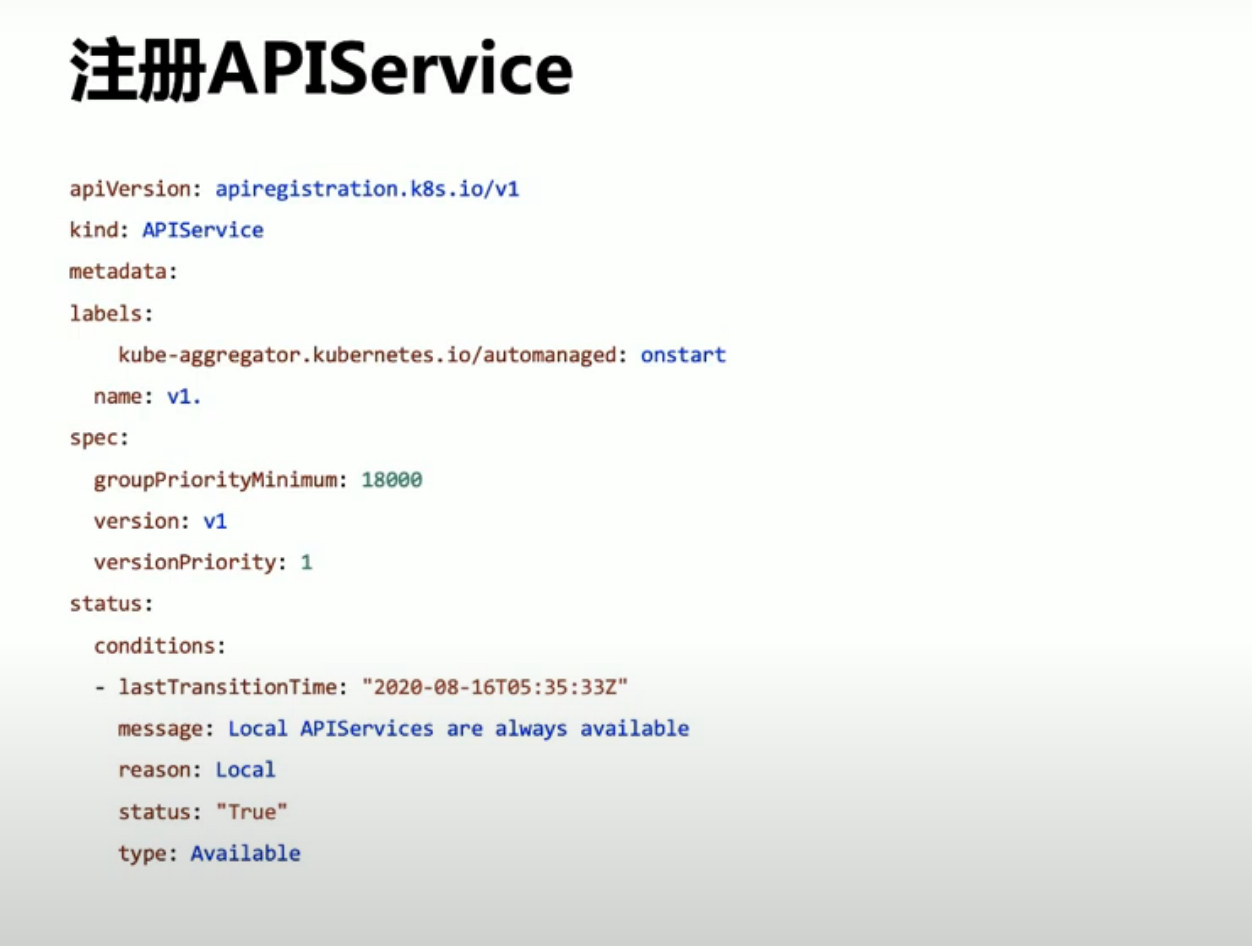 注册APIService
apiVersion: apiregistration.k8s.io/v1
kind: APIService
metadata:
labels:
    kube-aggregator.kubernetes.io/automanaged: onstart
  name: v1.
spec:
  groupPriorityMinimum: 18000
  version: v1
  versionPriority: 1
status:
  conditions:
  - lastTransitionTime: "2020-08-16T05:35:33Z"
    message: Local APIServices are always available
    reason: Local
    status: "True"
    type: Available